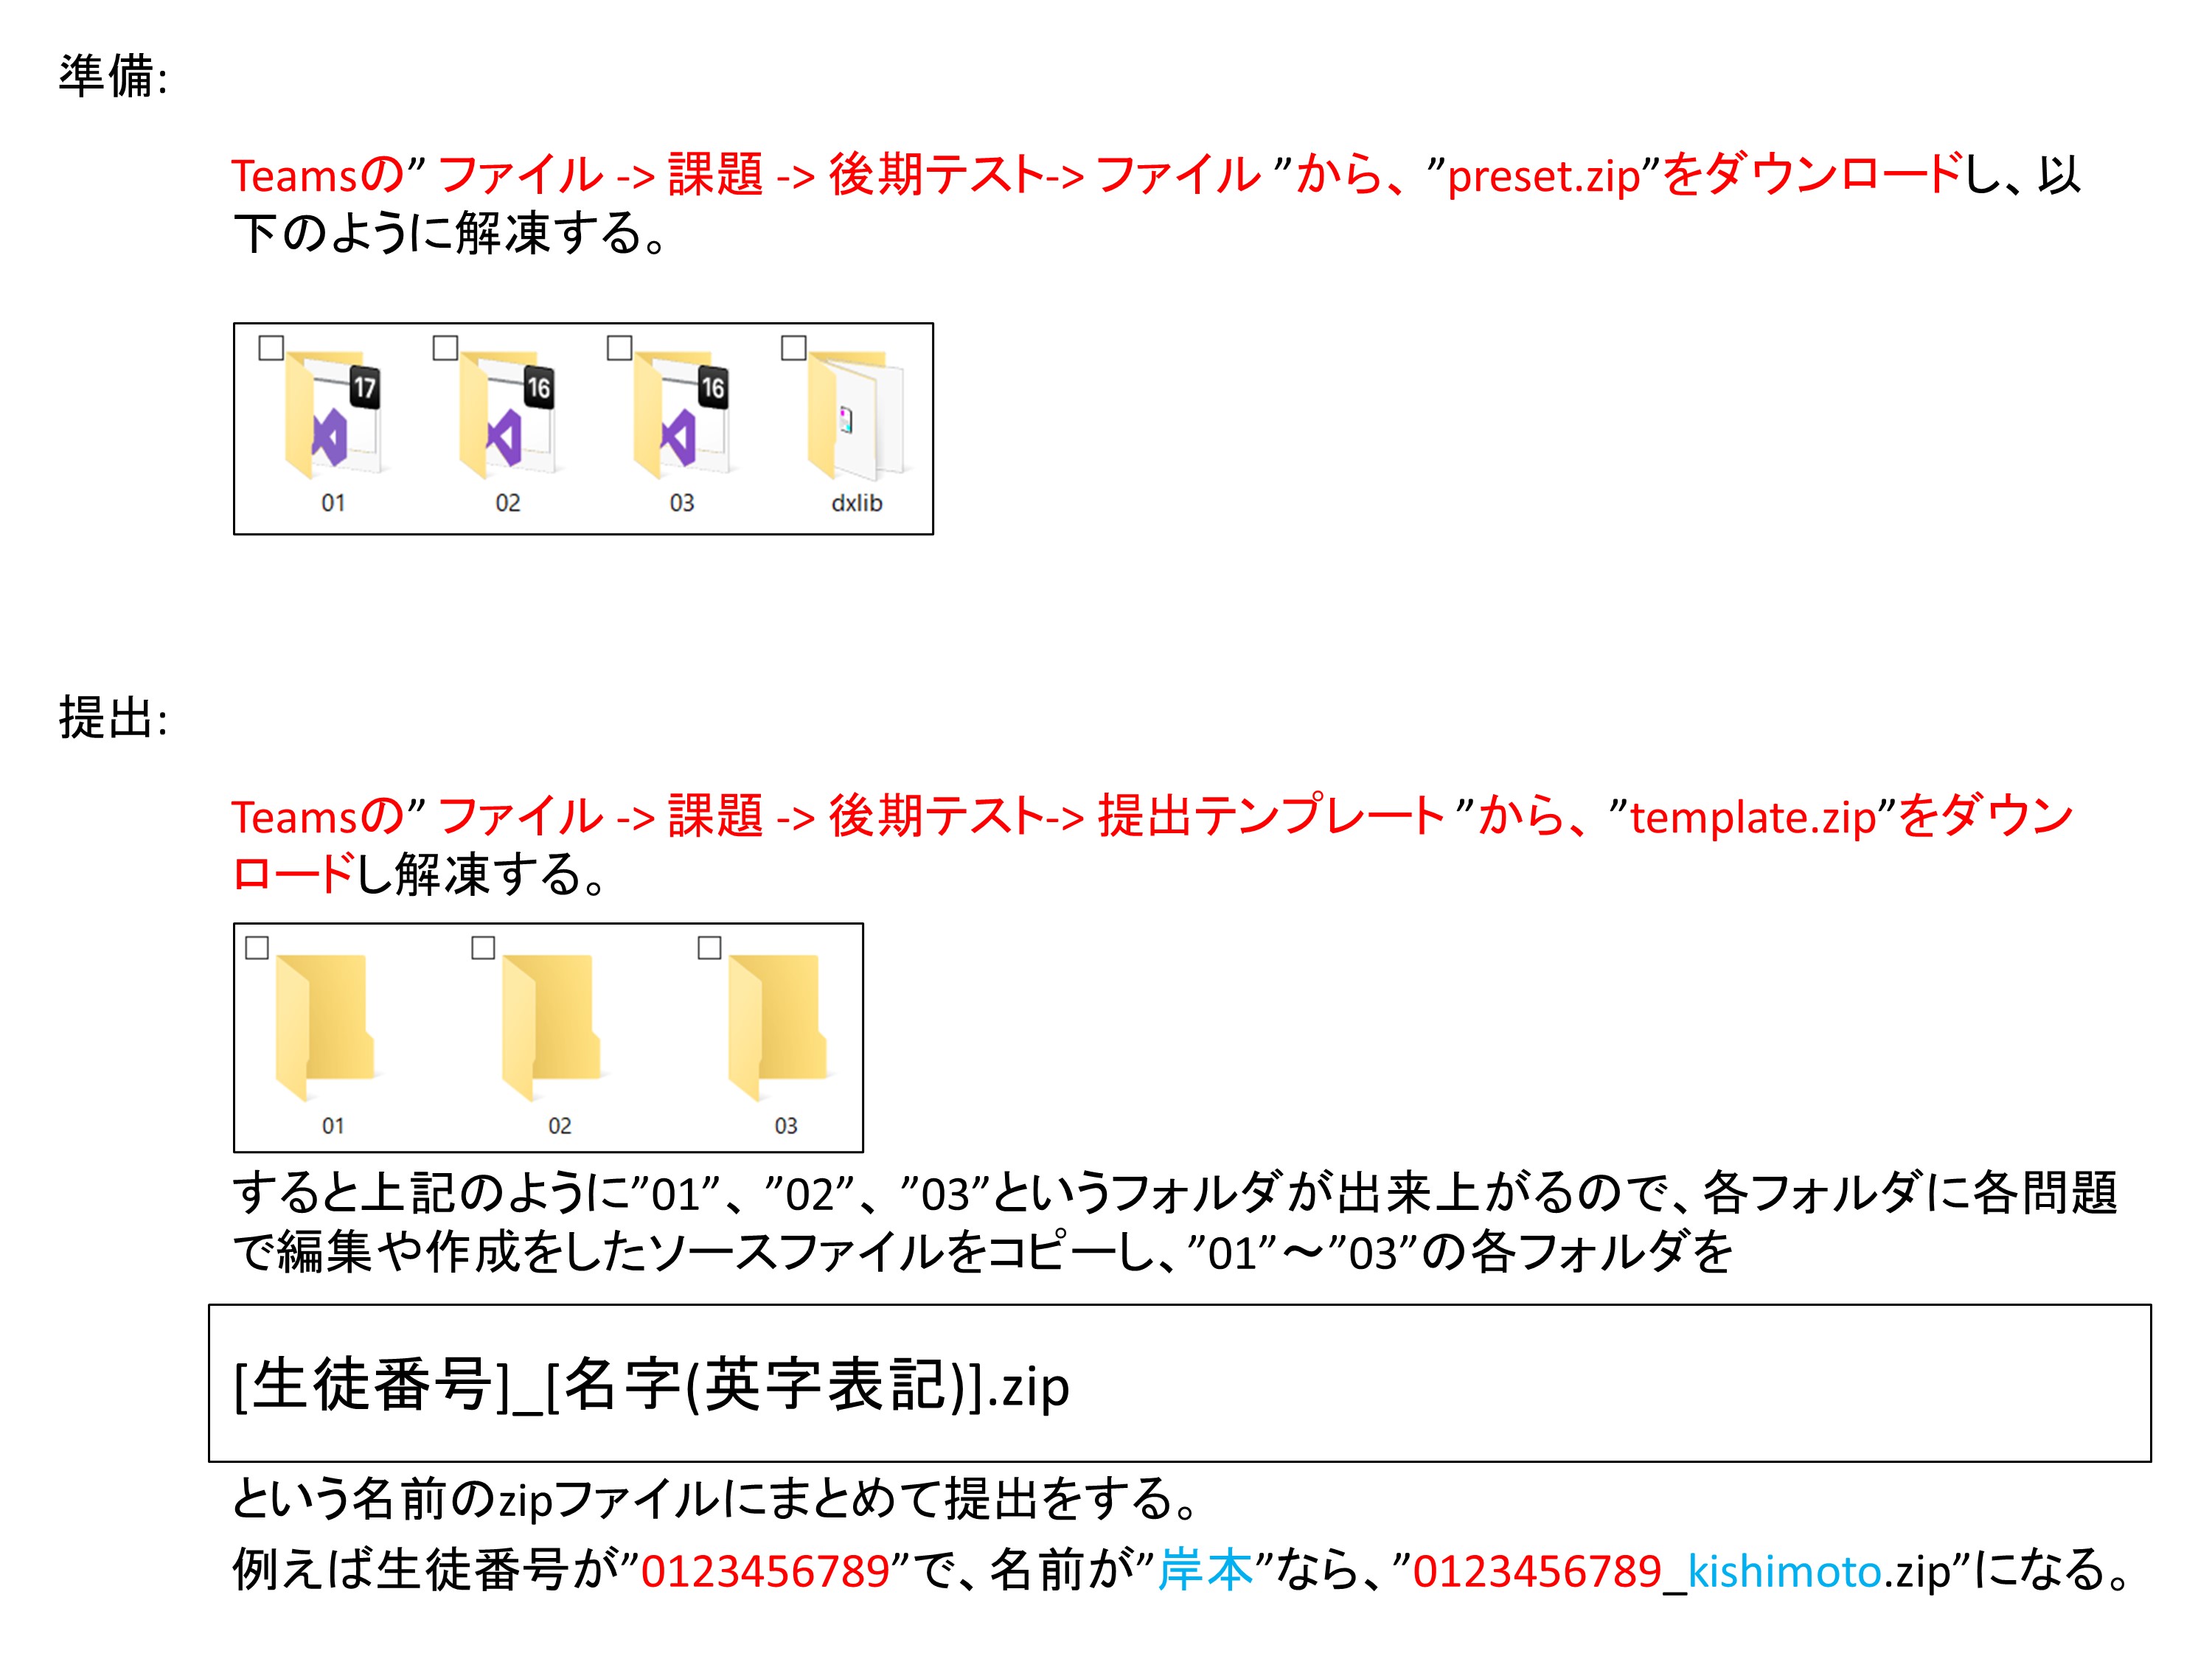 準備:
Teamsの”ファイル -> 課題 -> 後期テスト-> ファイル ”から、”preset.zip”をダウンロードし、以
下のように解凍する。
17 16 16
01 02 03 dxlib
提出:
Teamsの”ファイル -> 課題 -> 後期テスト-> 提出テンプレート ”から、”template.zip”をダウン
ロードし解凍する。
01 02 03
すると上記のように”01”、”02”、”03”というフォルダが出来上がるので、各フォルダに各問題
で編集や作成をしたソースファイルをコピーし、”01”～”03”の各フォルダを
[生徒番号]_[名字(英字表記)].zip
という名前のzipファイルにまとめて提出をする。
例えば生徒番号が”0123456789”で、名前が”岸本”なら、”0123456789_kishimoto.zip”になる。